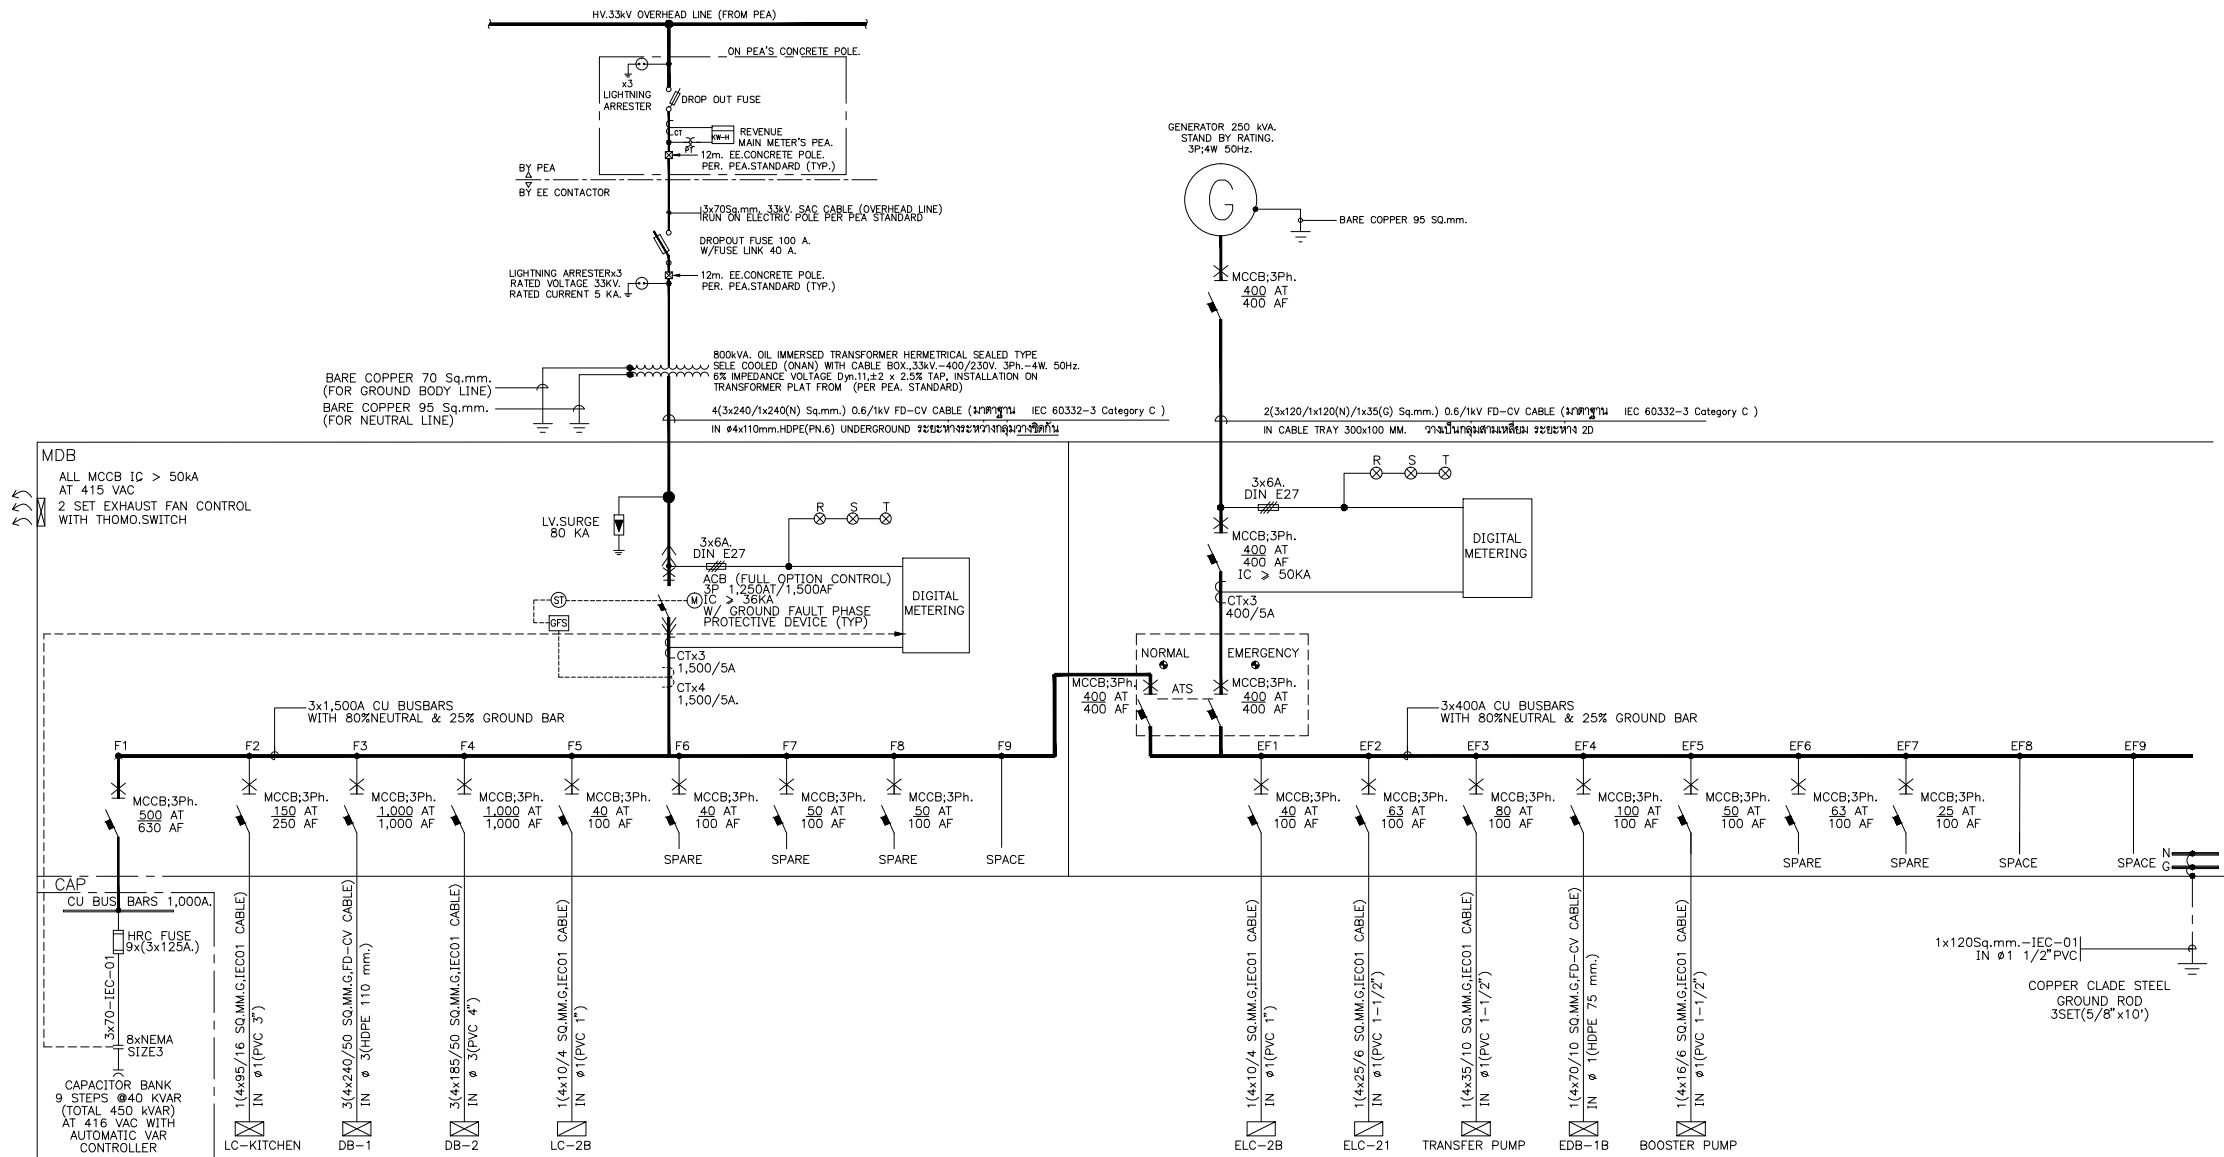 HV.33kV OVERHEAD LINE (FROM PEA)
ON PEA'S CONCRETE POLE.
x3
LIGHTNING
ARRESTER
DROP OUT FUSE
CT
KW-H
REVENUE
MAIN METER'S PEA.
PT
12m. EE.CONCRETE POLE.
PER. PEA.STANDARD (TYP.)
BY PEA
BY EE CONTACTOR
3x70Sq.mm. 33kV. SAC CABLE (OVERHEAD LINE)
RUN ON ELECTRIC POLE PER PEA STANDARD
DROPOUT FUSE 100 A.
W/FUSE LINK 40 A.
LIGHTNING ARRESTERx3
RATED VOLTAGE 33KV.
RATED CURRENT 5 KA.
12m. EE.CONCRETE POLE.
PER. PEA.STANDARD (TYP.)
GENERATOR 250 kVA.
STAND BY RATING.
3P;4W 50Hz.
G
BARE COPPER 95 SQ.mm.
MCCB;3Ph.
400 AT
400 AF
800kVA. OIL IMMERSED TRANSFORMER HERMETRICAL SEALED TYPE
SELE COOLED (ONAN) WITH CABLE BOX.,33kV.-400/230V. 3Ph.-4W. 50Hz.
6% IMPEDANCE VOLTAGE Dyn.11,±2 x 2.5% TAP, INSTALLATION ON
TRANSFORMER PLAT FROM (PER PEA. STANDARD)
BARE COPPER 70 Sq.mm.
(FOR GROUND BODY LINE)
BARE COPPER 95 Sq.mm.
(FOR NEUTRAL LINE)
4(3x240/1x240(N) Sq.mm.) 0.6/1kV FD-CV CABLE (มาตาฐาน IEC 60332-3 Category C )
IN ø4x110mm.HDPE(PN.6) UNDERGROUND ระยะห่างระหว่างกลุ่มวางชิดกัน
2(3x120/1x120(N)/1x35(G) Sq.mm.) 0.6/1kV FD-CV CABLE (มาตาฐาน IEC 60332-3 Category C )
IN CABLE TRAY 300x100 MM. วางเป็นกลุ่มสามเหลี่ยม ระยะห่าง 2D
MDB
ALL MCCB IC > 50kA
AT 415 VAC
2 SET EXHAUST FAN CONTROL
WITH THOMO.SWITCH
LV.SURGE
80 KA
R S T
3x6A.
DIN E27
ACB (FULL OPTION CONTROL)
3P 1,250AT/1,500AF
IC ⩾ 36KA
W/ GROUND FAULT PHASE
PROTECTIVE DEVICE (TYP)
ST
M
GFS
DIGITAL
METERING
CTx3
1,500/5A
CTx4
1,500/5A.
R S T
3x6A.
DIN E27
MCCB;3Ph.
400 AT
400 AF
IC ⩾ 50KA
DIGITAL
METERING
CTx3
400/5A
NORMAL
EMERGENCY
ATS
MCCB;3Ph.
400 AT
400 AF
MCCB;3Ph.
400 AT
400 AF
3x1,500A CU BUSBARS
WITH 80%NEUTRAL & 25% GROUND BAR
3x400A CU BUSBARS
WITH 80%NEUTRAL & 25% GROUND BAR
F1 F2 F3 F4 F5 F6 F7 F8 F9
EF1 EF2 EF3 EF4 EF5 EF6 EF7 EF8 EF9
MCCB;3Ph.
500 AT
630 AF
MCCB;3Ph.
150 AT
250 AF
MCCB;3Ph.
1,000 AT
1,000 AF
MCCB;3Ph.
1,000 AT
1,000 AF
MCCB;3Ph.
40 AT
100 AF
MCCB;3Ph.
40 AT
100 AF
MCCB;3Ph.
50 AT
100 AF
MCCB;3Ph.
50 AT
100 AF
SPARE
SPARE
SPARE
SPACE
MCCB;3Ph.
40 AT
100 AF
MCCB;3Ph.
63 AT
100 AF
MCCB;3Ph.
80 AT
100 AF
MCCB;3Ph.
100 AT
100 AF
MCCB;3Ph.
50 AT
100 AF
MCCB;3Ph.
63 AT
100 AF
MCCB;3Ph.
25 AT
100 AF
SPARE
SPARE
SPACE
SPACE
N
G
CAP
CU BUS BARS 1,000A.
HRC FUSE
9x(3x125A.)
3x70-IEC-01
8xNEMA
SIZE3
CAPACITOR BANK
9 STEPS @40 KVAR
(TOTAL 450 kVAR)
AT 416 VAC WITH
AUTOMATIC VAR
CONTROLLER
1(4x95/16 SQ.MM.G,IEC01 CABLE)
IN ø1(PVC 3")
LC-KITCHEN
3(4x240/50 SQ.MM.G,FD-CV CABLE)
IN ø 3(HDPE 110 mm.)
DB-1
3(4x185/50 SQ.MM.G,IEC01 CABLE)
IN ø 3(PVC 4")
DB-2
1(4x10/4 SQ.MM.G,IEC01 CABLE)
IN ø1(PVC 1")
LC-2B
1(4x10/4 SQ.MM.G,IEC01 CABLE)
IN ø1(PVC 1")
ELC-2B
1(4x25/6 SQ.MM.G,IEC01 CABLE)
IN ø1(PVC 1-1/2")
ELC-21
1(4x35/10 SQ.MM.G,IEC01 CABLE)
IN ø1(PVC 1-1/2")
TRANSFER PUMP
1(4x70/10 SQ.MM.G,FD-CV CABLE)
IN ø 1(HDPE 75 mm.)
EDB-1B
1(4x16/6 SQ.MM.G,IEC01 CABLE)
IN ø1(PVC 1-1/2")
BOOSTER PUMP
1x120Sq.mm.-IEC-01
IN ø1 1/2"PVC
COPPER CLADE STEEL
GROUND ROD
3SET(5/8"x10')